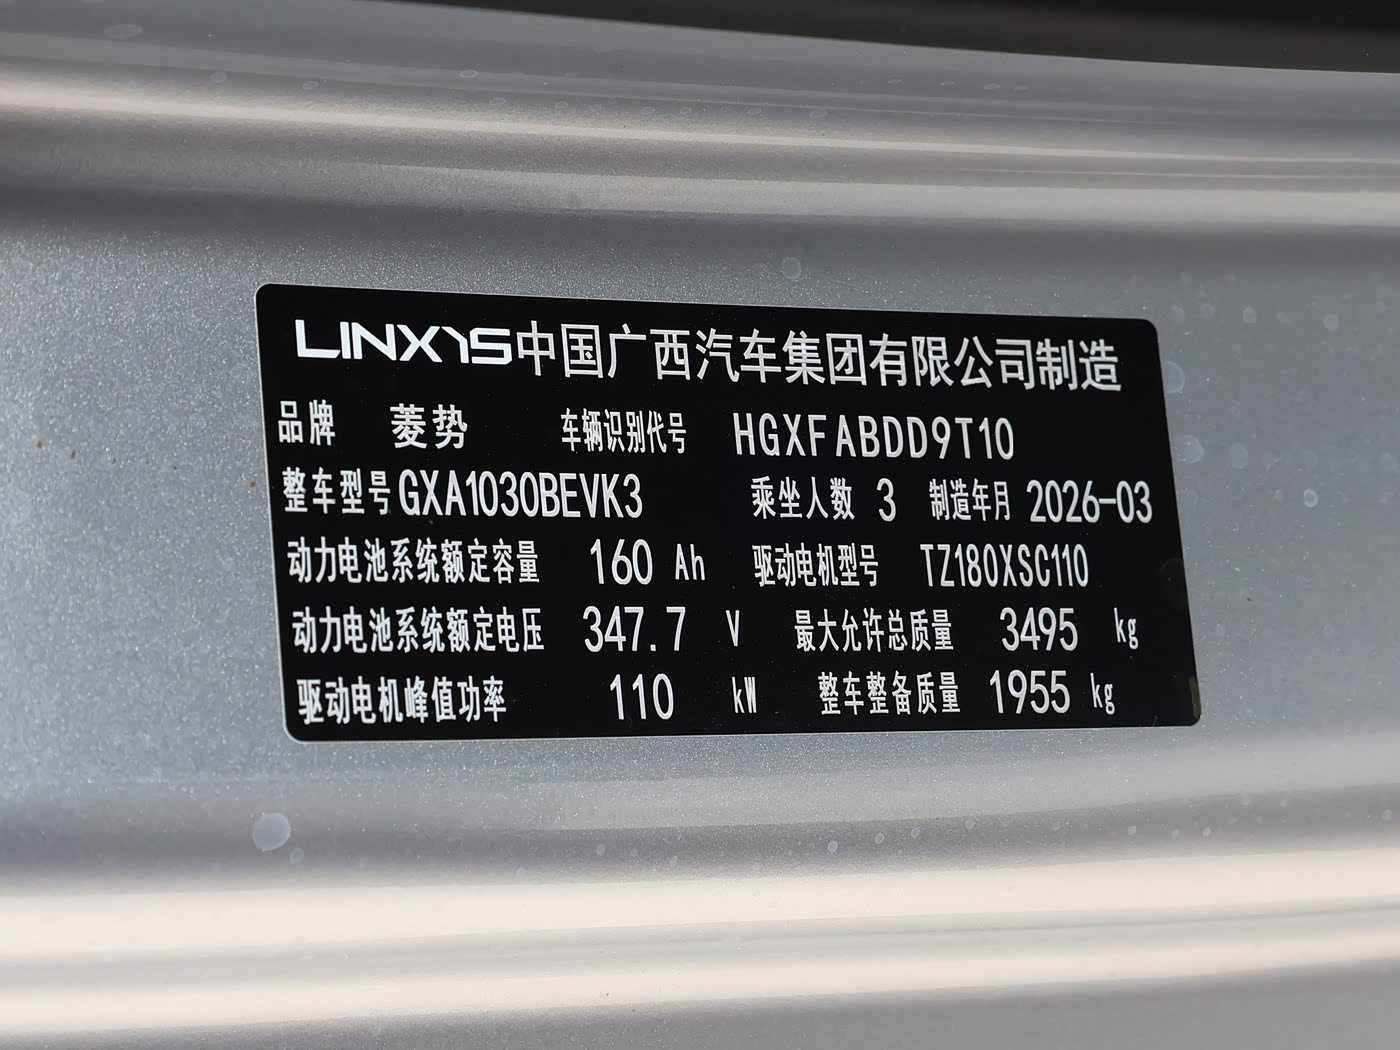 LINXYS中国广西汽车集团有限公司制造
品牌 菱势 车辆识别代号 HGXFABDD9T10
整车型号 GXA1030BEVK3 乘坐人数 3 制造年月 2026-03
动力电池系统额定容量 160 Ah 驱动电机型号 TZ180XSC110
动力电池系统额定电压 347.7 V 最大允许总质量 3495 kg
驱动电机峰值功率 110 kW 整车整备质量 1955 kg